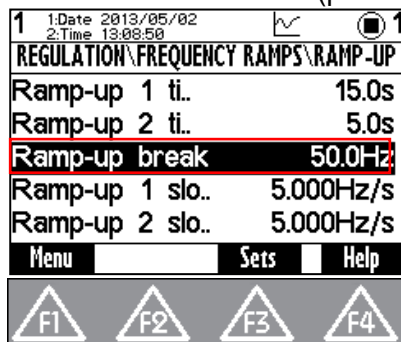 1 1:Date 2013/05/02 1
2:Time 13:08:50
REGULATION\FREQUENCY RAMPS\RAMP-UP
Ramp-up 1 ti.. 15.0s
Ramp-up 2 ti.. 5.0s
Ramp-up break 50.0Hz
Ramp-up 1 slo.. 5.000Hz/s
Ramp-up 2 slo.. 5.000Hz/s
Menu Sets Help
F1 F2 F3 F4